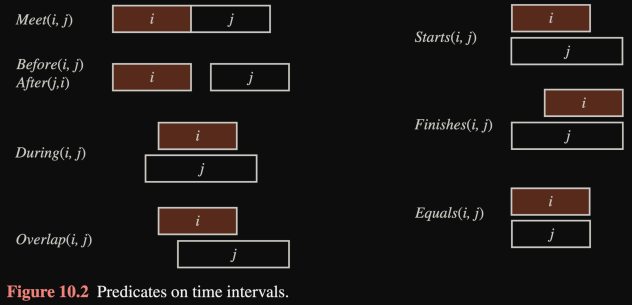 Meet(i, j)
i
j
Before(i, j)
After(j,i)
i
j
During(i, j)
i
j
Overlap(i, j)
i
j
Starts(i, j)
i
j
Finishes(i, j)
i
j
Equals(i, j)
i
j
Figure 10.2 Predicates on time intervals.